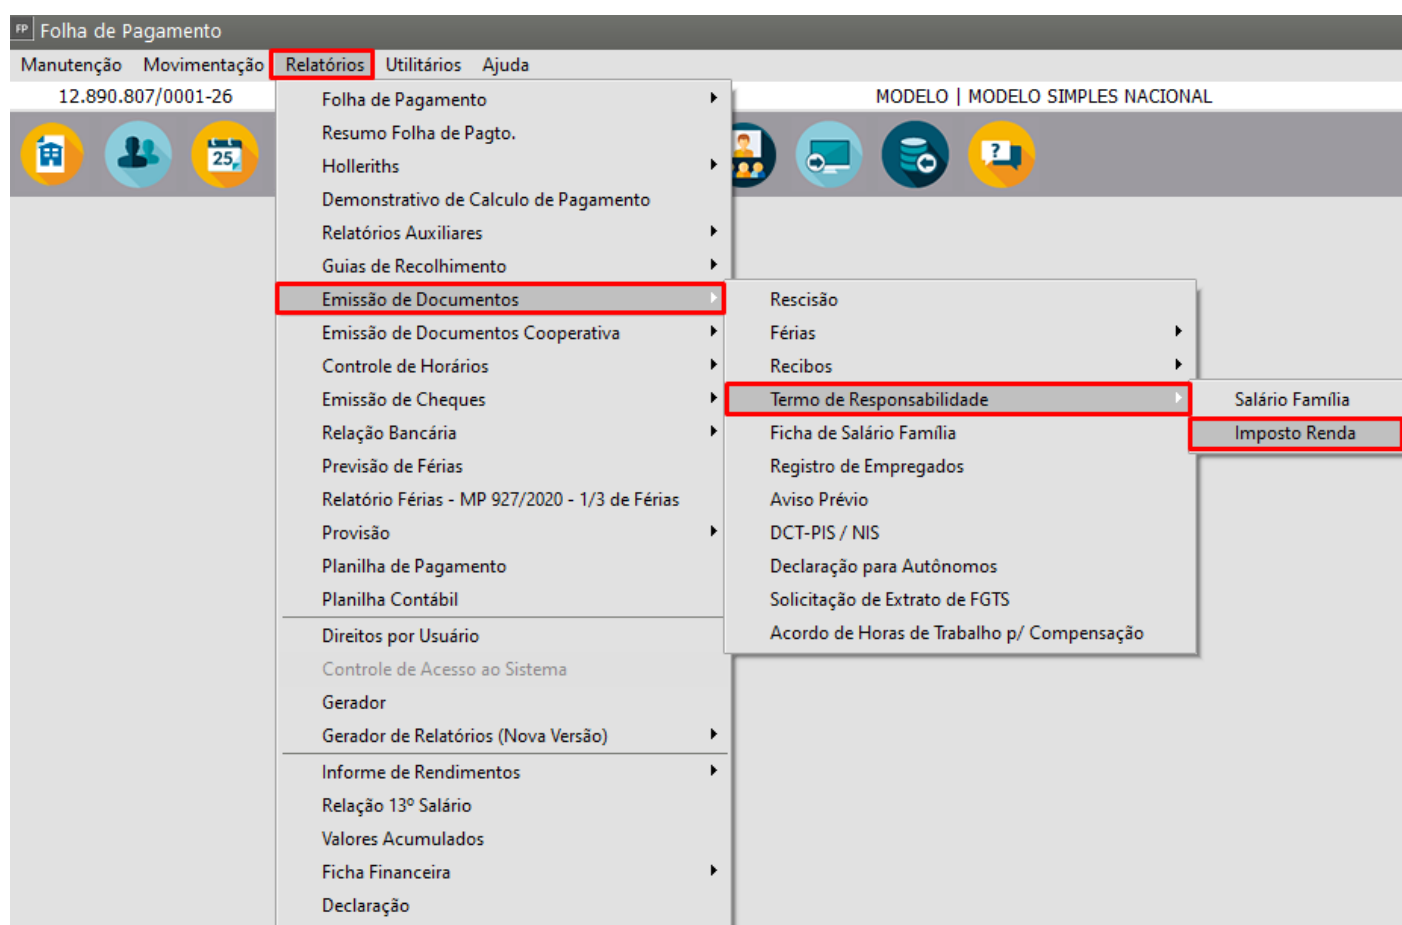 FP Folha de Pagamento
Manutenção Movimentação Relatórios Utilitários Ajuda
12.890.807/0001-26
MODELO | MODELO SIMPLES NACIONAL
25
?
Folha de Pagamento
Resumo Folha de Pagto.
Holleriths
Demonstrativo de Calculo de Pagamento
Relatórios Auxiliares
Guias de Recolhimento
Emissão de Documentos
Emissão de Documentos Cooperativa
Controle de Horários
Emissão de Cheques
Relação Bancária
Previsão de Férias
Relatório Férias - MP 927/2020 - 1/3 de Férias
Provisão
Planilha de Pagamento
Planilha Contábil
Direitos por Usuário
Controle de Acesso ao Sistema
Gerador
Gerador de Relatórios (Nova Versão)
Informe de Rendimentos
Relação 13º Salário
Valores Acumulados
Ficha Financeira
Declaração
Rescisão
Férias
Recibos
Termo de Responsabilidade
Ficha de Salário Família
Registro de Empregados
Aviso Prévio
DCT-PIS / NIS
Declaração para Autônomos
Solicitação de Extrato de FGTS
Acordo de Horas de Trabalho p/ Compensação
Salário Família
Imposto Renda